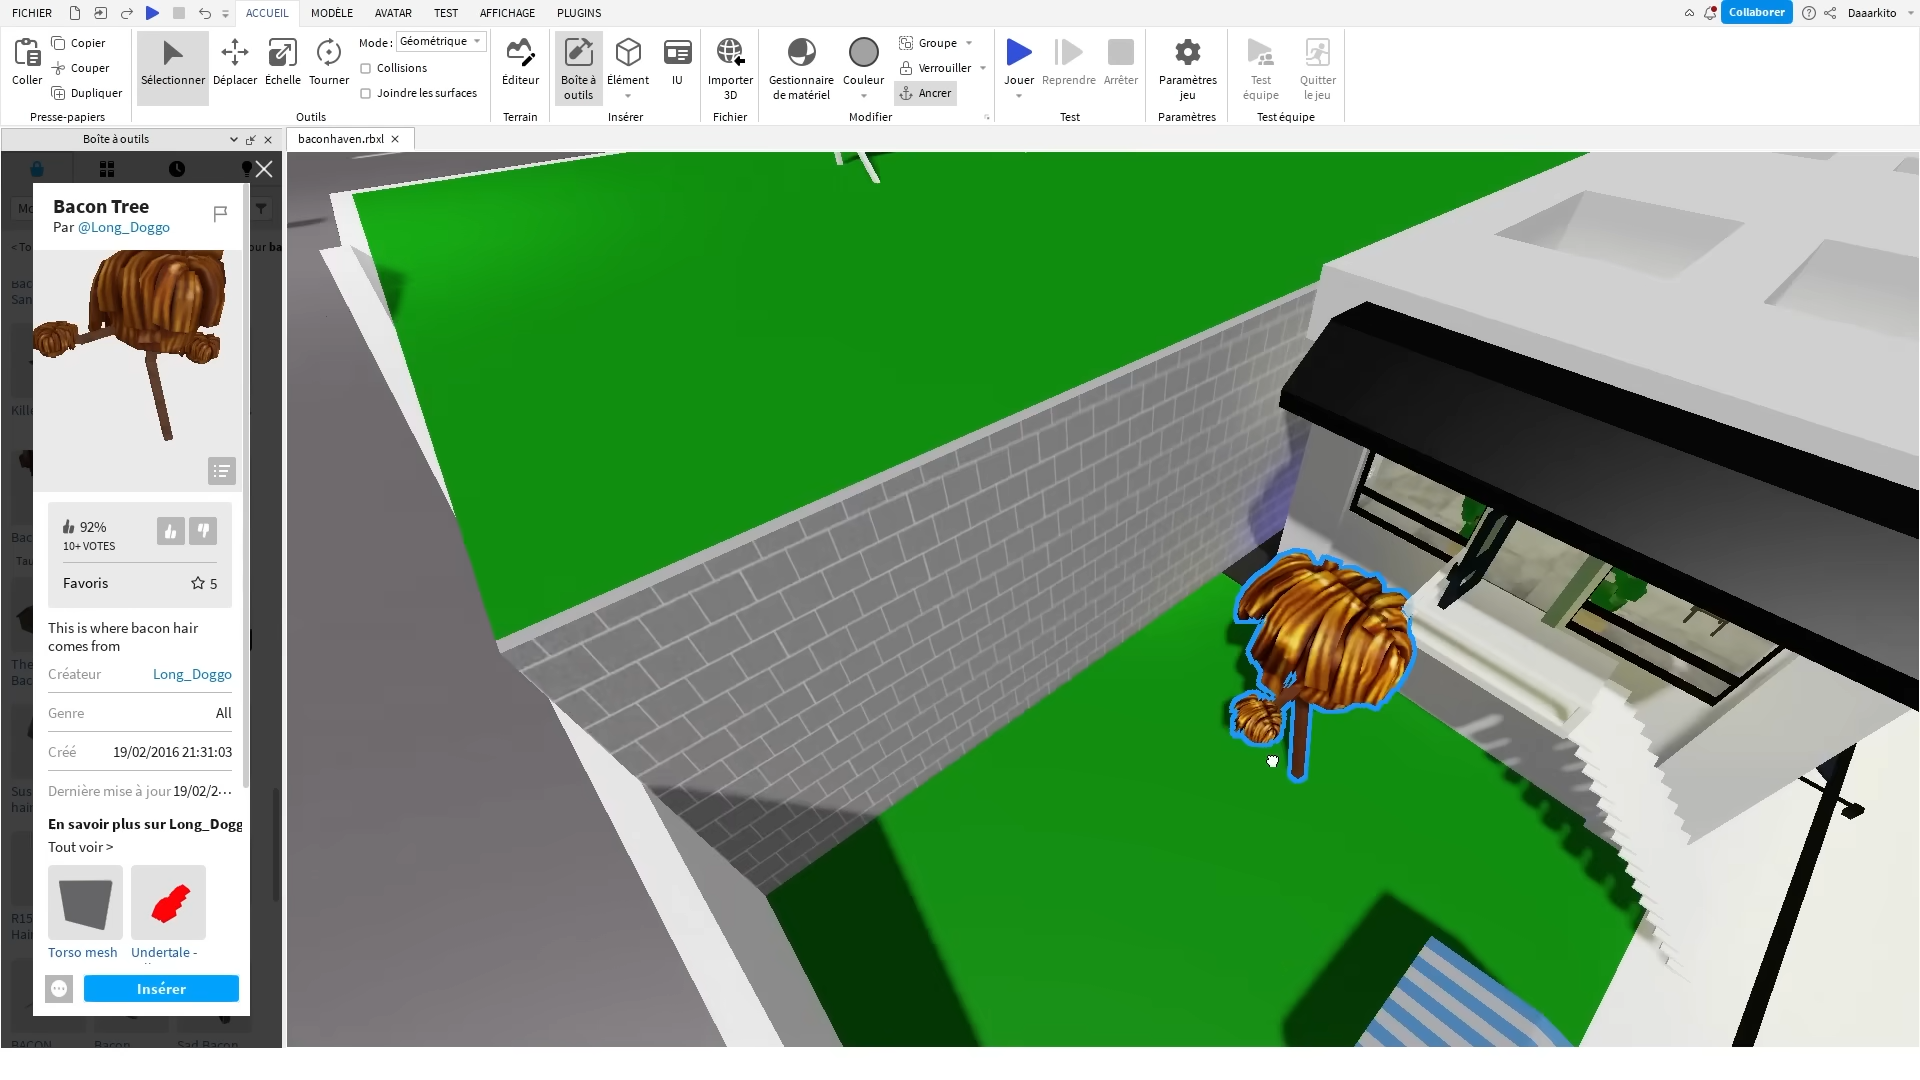 FICHIER
ACCUEIL
MODÈLE
AVATAR
TEST
AFFICHAGE
PLUGINS
Collaborer
Daaarkito
Coller
Copier
Couper
Dupliquer
Presse-papiers
Sélectionner
Déplacer
Échelle
Tourner
Mode :
Géométrique
Collisions
Joindre les surfaces
Outils
Éditeur
Terrain
Boîte à
outils
Élément
IU
Insérer
Importer
3D
Fichier
Gestionnaire
de matériel
Couleur
Groupe
Verrouiller
Ancrer
Modifier
Jouer
Reprendre
Arrêter
Test
Paramètres
jeu
Paramètres
Test
équipe
Quitter
le jeu
Test équipe
Boîte à outils
baconhaven.rbxl
Bacon Tree
Par @Long_Doggo
92%
10+ VOTES
Favoris
5
This is where bacon hair
comes from
Créateur
Long_Doggo
Genre
All
Créé
19/02/2016 21:31:03
Dernière mise à jour
19/02/2...
En savoir plus sur Long_Dogg
Tout voir >
Torso mesh
Undertale -
Insérer
BACON
Bacon
Sad Bacon